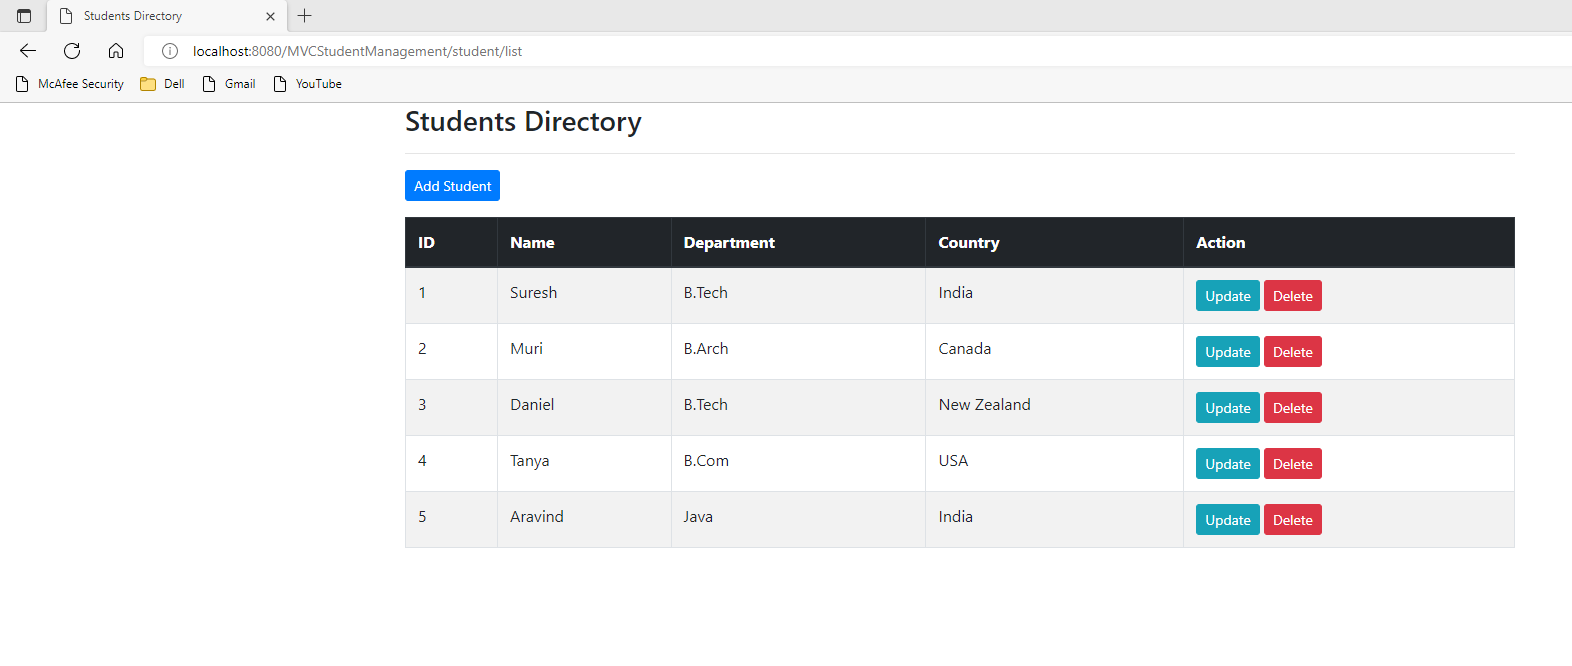 Students Directory
localhost:8080/MVCStudentManagement/student/list
McAfee Security Dell Gmail YouTube
Students Directory
Add Student
ID Name Department Country Action
1 Suresh B.Tech India Update Delete
2 Muri B.Arch Canada Update Delete
3 Daniel B.Tech New Zealand Update Delete
4 Tanya B.Com USA Update Delete
5 Aravind Java India Update Delete